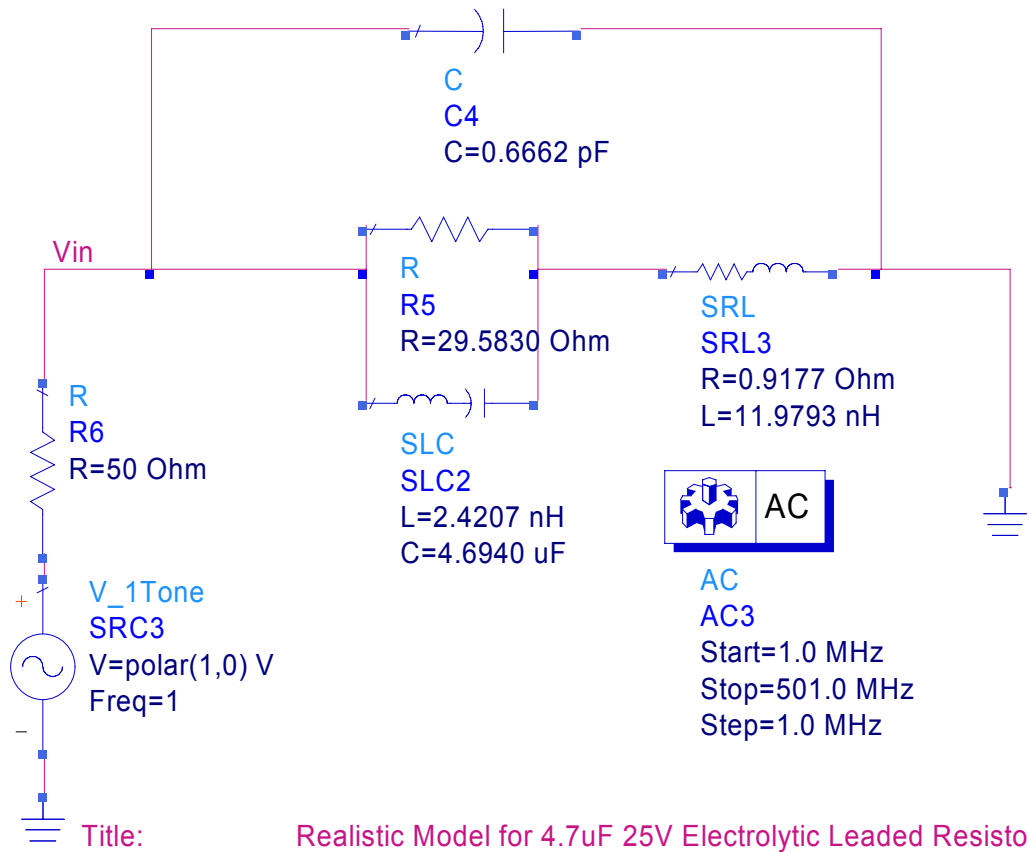 C
C4
C=0.6662 pF
Vin
R
R5
R=29.5830 Ohm
SRL
SRL3
R=0.9177 Ohm
L=11.9793 nH
R
R6
R=50 Ohm
SLC
SLC2
L=2.4207 nH
C=4.6940 uF
AC
AC
AC3
Start=1.0 MHz
Stop=501.0 MHz
Step=1.0 MHz
+
V_1Tone
SRC3
V=polar(1,0) V
Freq=1
−
Title: Realistic Model for 4.7uF 25V Electrolytic Leaded Resisto